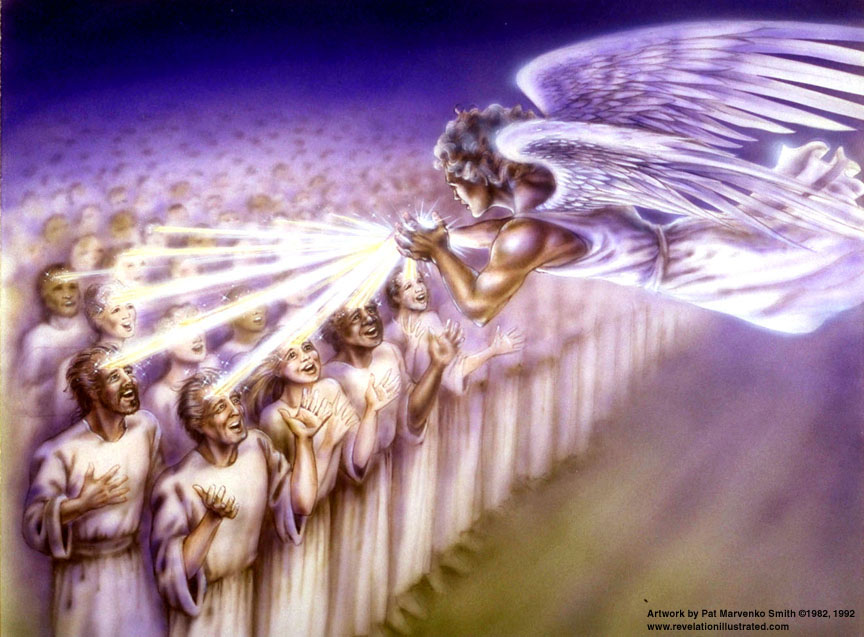 Artwork by Pat Marvenko Smith ©1982, 1992
www.revelationillustrated.com